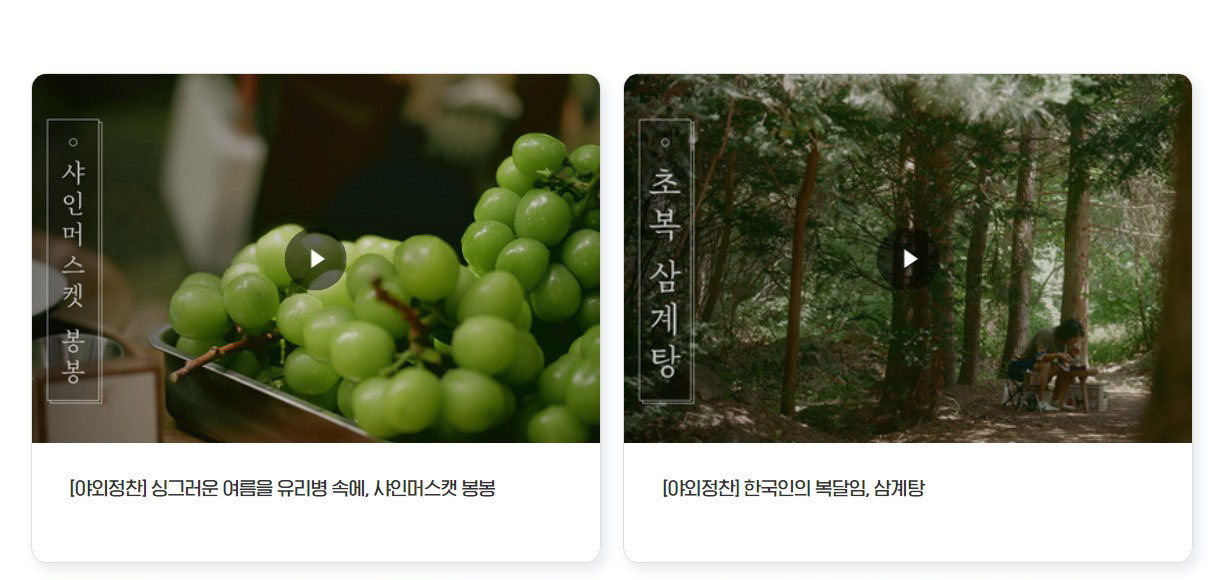 샤인머스켓 봉봉
[야외정찬] 싱그러운 여름을 유리병 속에, 샤인머스캣 봉봉
초복 삼계탕
[야외정찬] 한국인의 복달임, 삼계탕